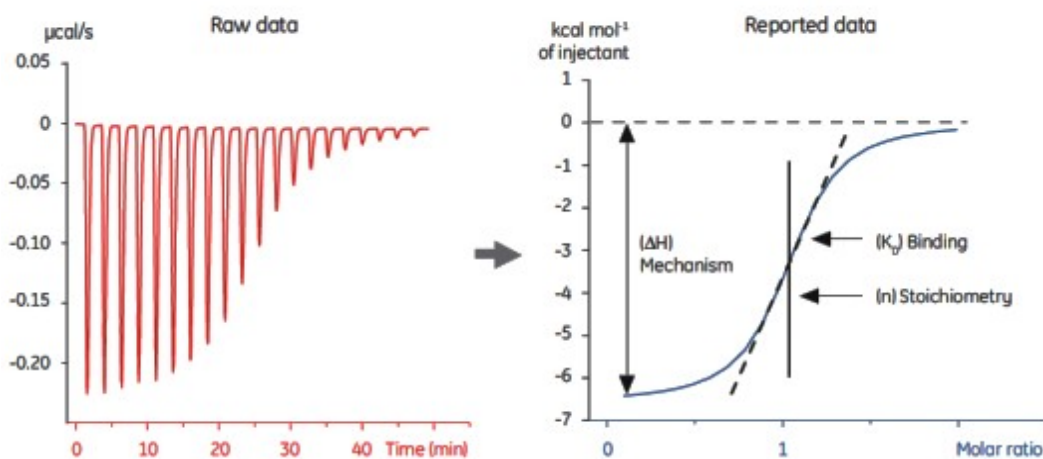 Raw data
µcal/s
0.05
0
-0.05
-0.10
-0.15
-0.20
0 10 20 30 40 Time (min)
Reported data
kcal mol⁻¹
of injectant
1
0
-1
-2
-3
-4
-5
-6
-7
(ΔH)
Mechanism
(K_D) Binding
(n) Stoichiometry
0 1 Molar ratio